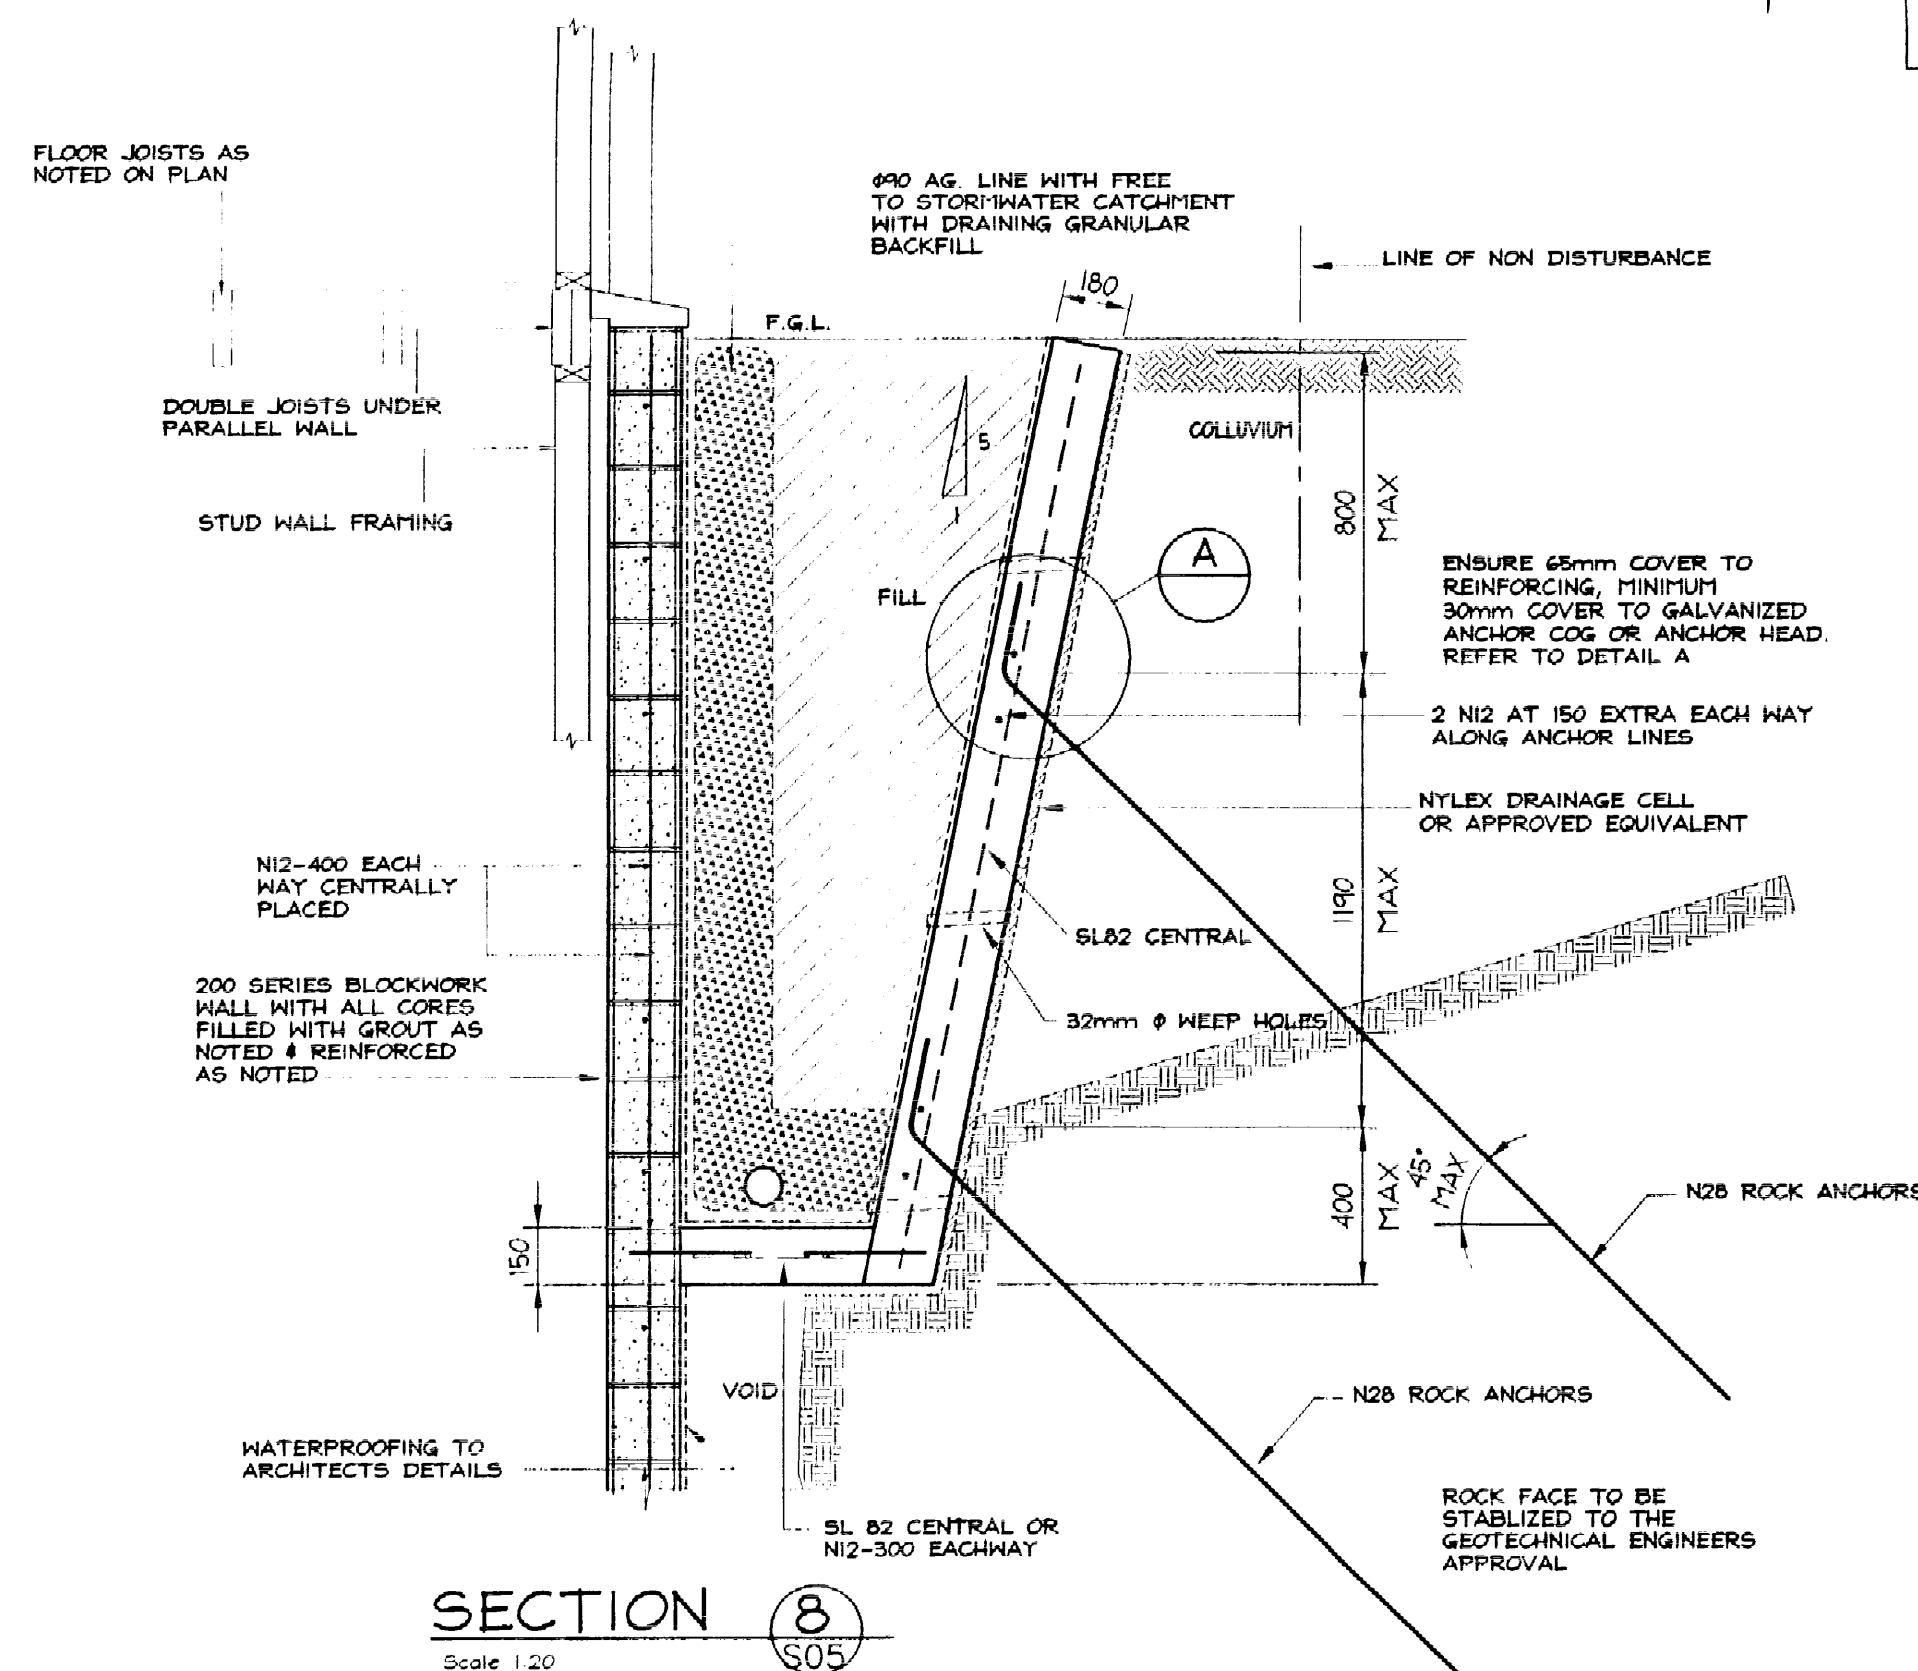 FLOOR JOISTS AS
NOTED ON PLAN
Φ90 AG. LINE WITH FREE
TO STORMWATER CATCHMENT
WITH DRAINING GRANULAR
BACKFILL
LINE OF NON DISTURBANCE
180
F.G.L.
DOUBLE JOISTS UNDER
PARALLEL WALL
COLLUVIUM
5
1
STUD WALL FRAMING
800
MAX
A
FILL
ENSURE 65mm COVER TO
REINFORCING, MINIMUM
30mm COVER TO GALVANIZED
ANCHOR COG OR ANCHOR HEAD.
REFER TO DETAIL A
2 N12 AT 150 EXTRA EACH WAY
ALONG ANCHOR LINES
NYLEX DRAINAGE CELL
OR APPROVED EQUIVALENT
N12-400 EACH
WAY CENTRALLY
PLACED
1190
MAX
SL82 CENTRAL
200 SERIES BLOCKWORK
WALL WITH ALL CORES
FILLED WITH GROUT AS
NOTED & REINFORCED
AS NOTED
32mm Φ WEEP HOLES
400
MAX
45°
MAX
N28 ROCK ANCHORS
150
VOID
N28 ROCK ANCHORS
WATERPROOFING TO
ARCHITECTS DETAILS
SL 82 CENTRAL OR
N12-300 EACHWAY
ROCK FACE TO BE
STABLIZED TO THE
GEOTECHNICAL ENGINEERS
APPROVAL
SECTION
8
S05
Scale 1:20